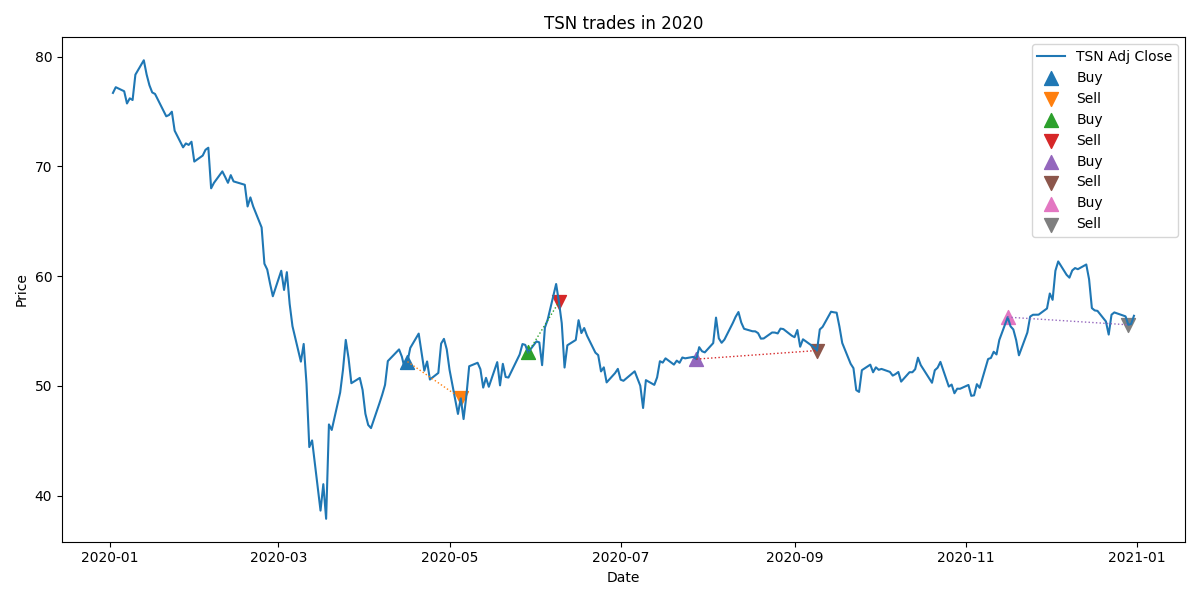 TSN trades in 2020
TSN Adj Close
Buy
Sell
Buy
Sell
Buy
Sell
Buy
Sell
80
70
60
50
40
Price
2020-01
2020-03
2020-05
2020-07
2020-09
2020-11
2021-01
Date